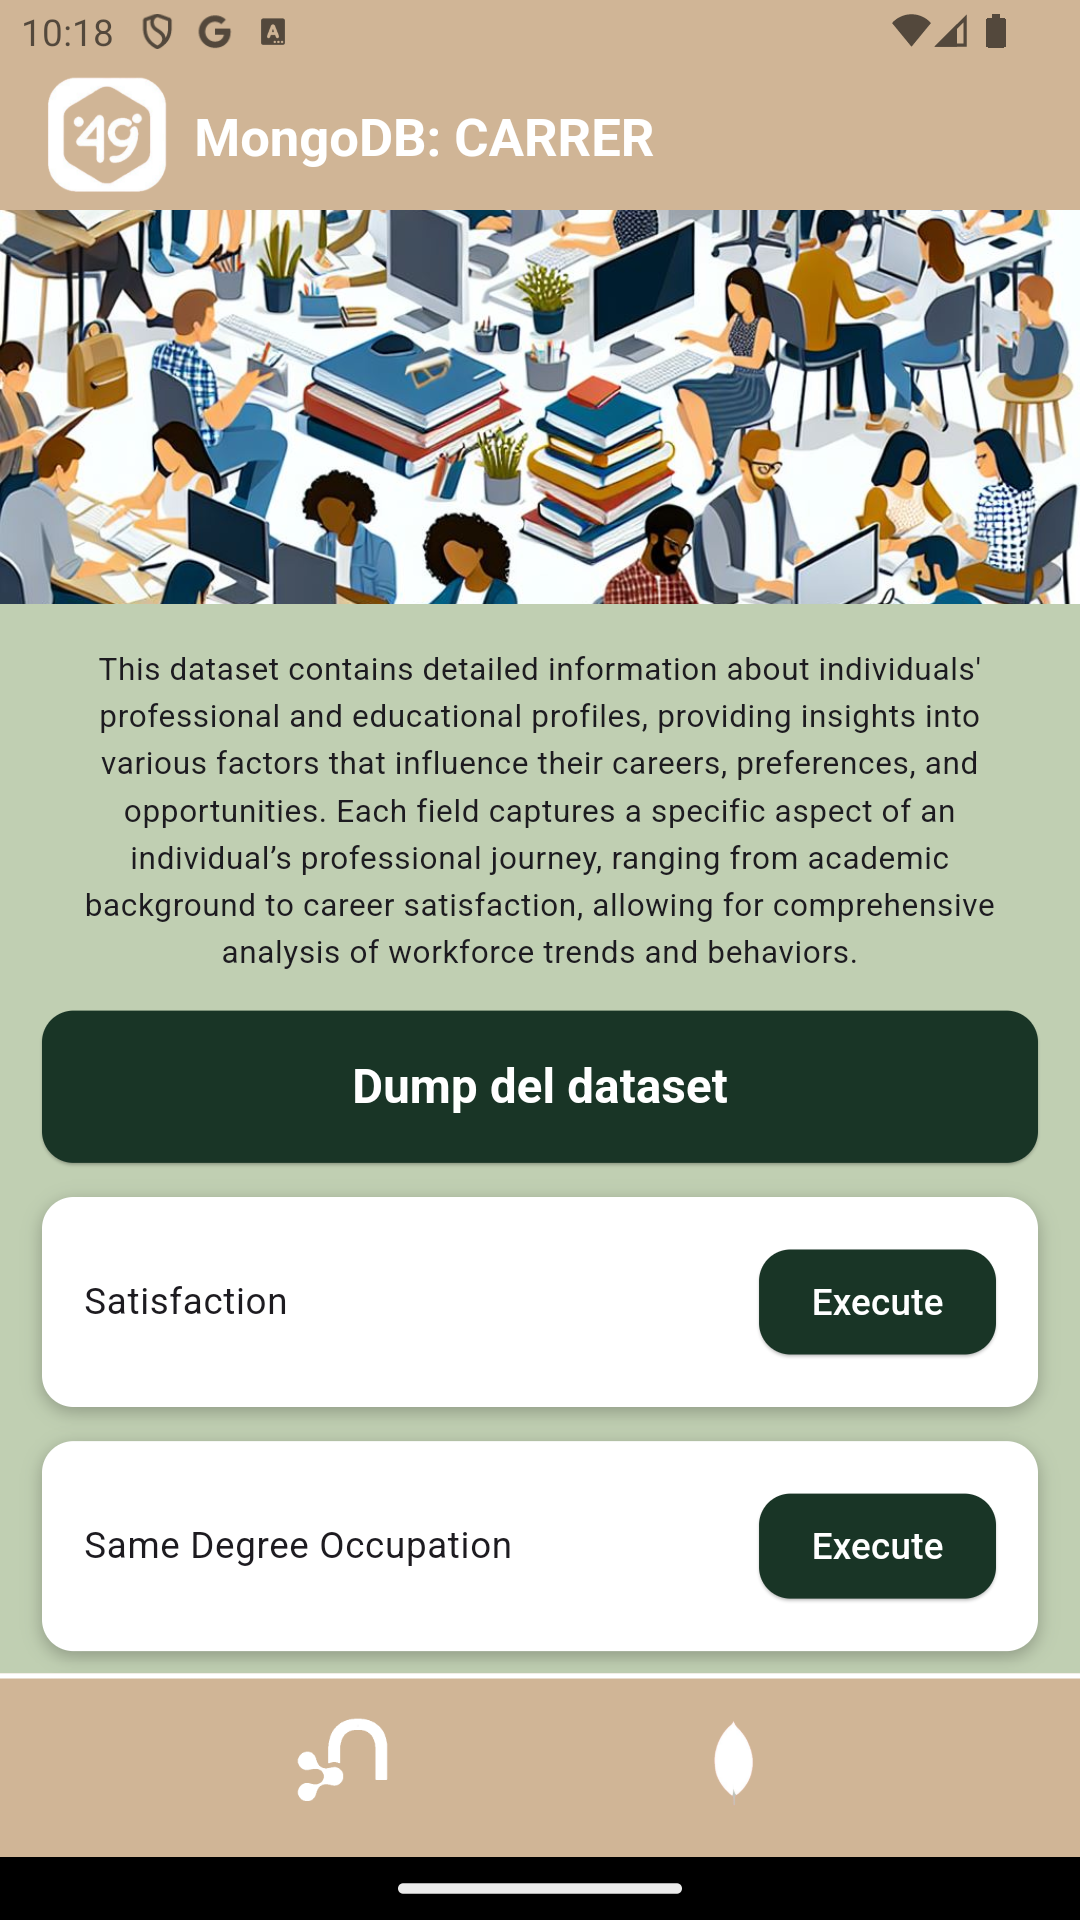 10:18
49
MongoDB: CARRER
This dataset contains detailed information about individuals'
professional and educational profiles, providing insights into
various factors that influence their careers, preferences, and
opportunities. Each field captures a specific aspect of an
individual’s professional journey, ranging from academic
background to career satisfaction, allowing for comprehensive
analysis of workforce trends and behaviors.
Dump del dataset
Satisfaction
Execute
Same Degree Occupation
Execute